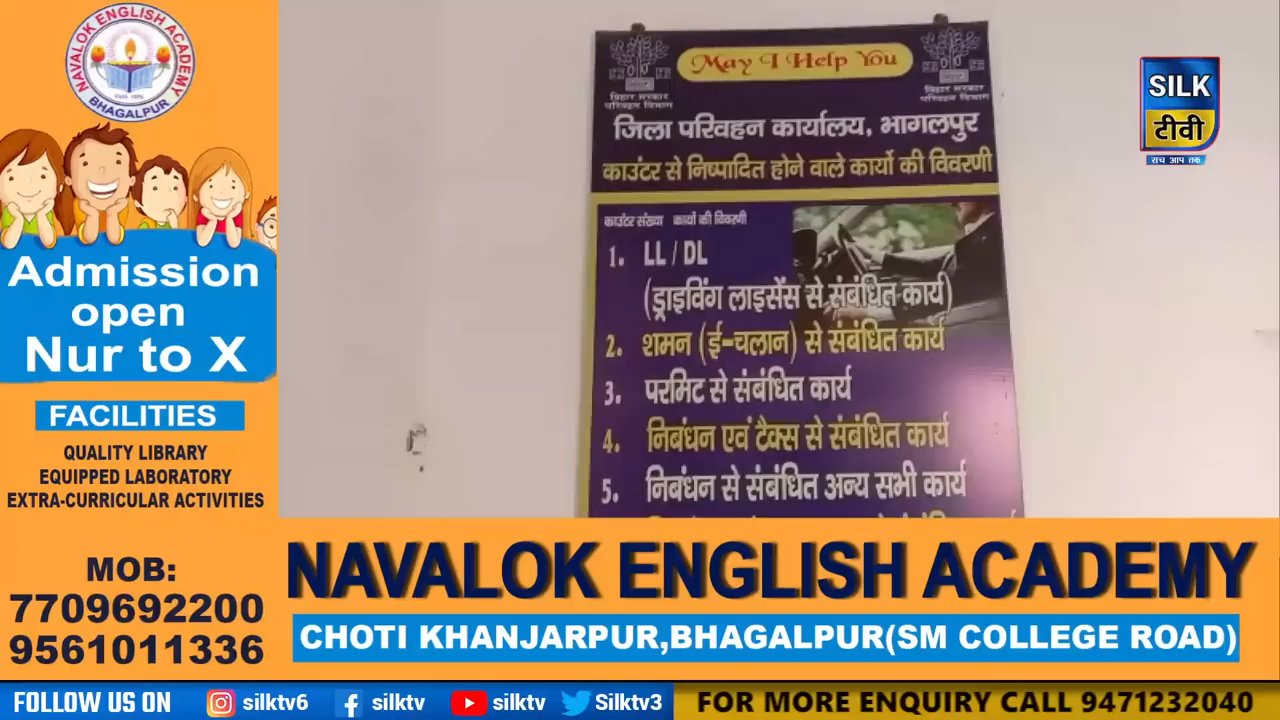 NAVALOK ENGLISH ACADEMY
BHAGALPUR
Admission
open
Nur to X
FACILITIES
QUALITY LIBRARY
EQUIPPED LABORATORY
EXTRA-CURRICULAR ACTIVITIES
MOB:
7709692200
9561011336
May I Help You
बिहार सरकार
परिवहन विभाग
बिहार सरकार
परिवहन विभाग
जिला परिवहन कार्यालय, भागलपुर
काउंटर से निष्पादित होने वाले कार्यो की विवरणी
काउंटर संख्या कार्यो की विवरणी
1. LL / DL
(ड्राइविंग लाइसेंस से संबंधित कार्य)
2. शमन (ई-चलान) से संबंधित कार्य
3. परमिट से संबंधित कार्य
4. निबंधन एवं टैक्स से संबंधित कार्य
5. निबंधन से संबंधित अन्य सभी कार्य
SILK
टीवी
सच आप तक
NAVALOK ENGLISH ACADEMY
CHOTI KHANJARPUR,BHAGALPUR(SM COLLEGE ROAD)
FOLLOW US ON silktv6 silktv silktv Silktv3 FOR MORE ENQUIRY CALL 9471232040